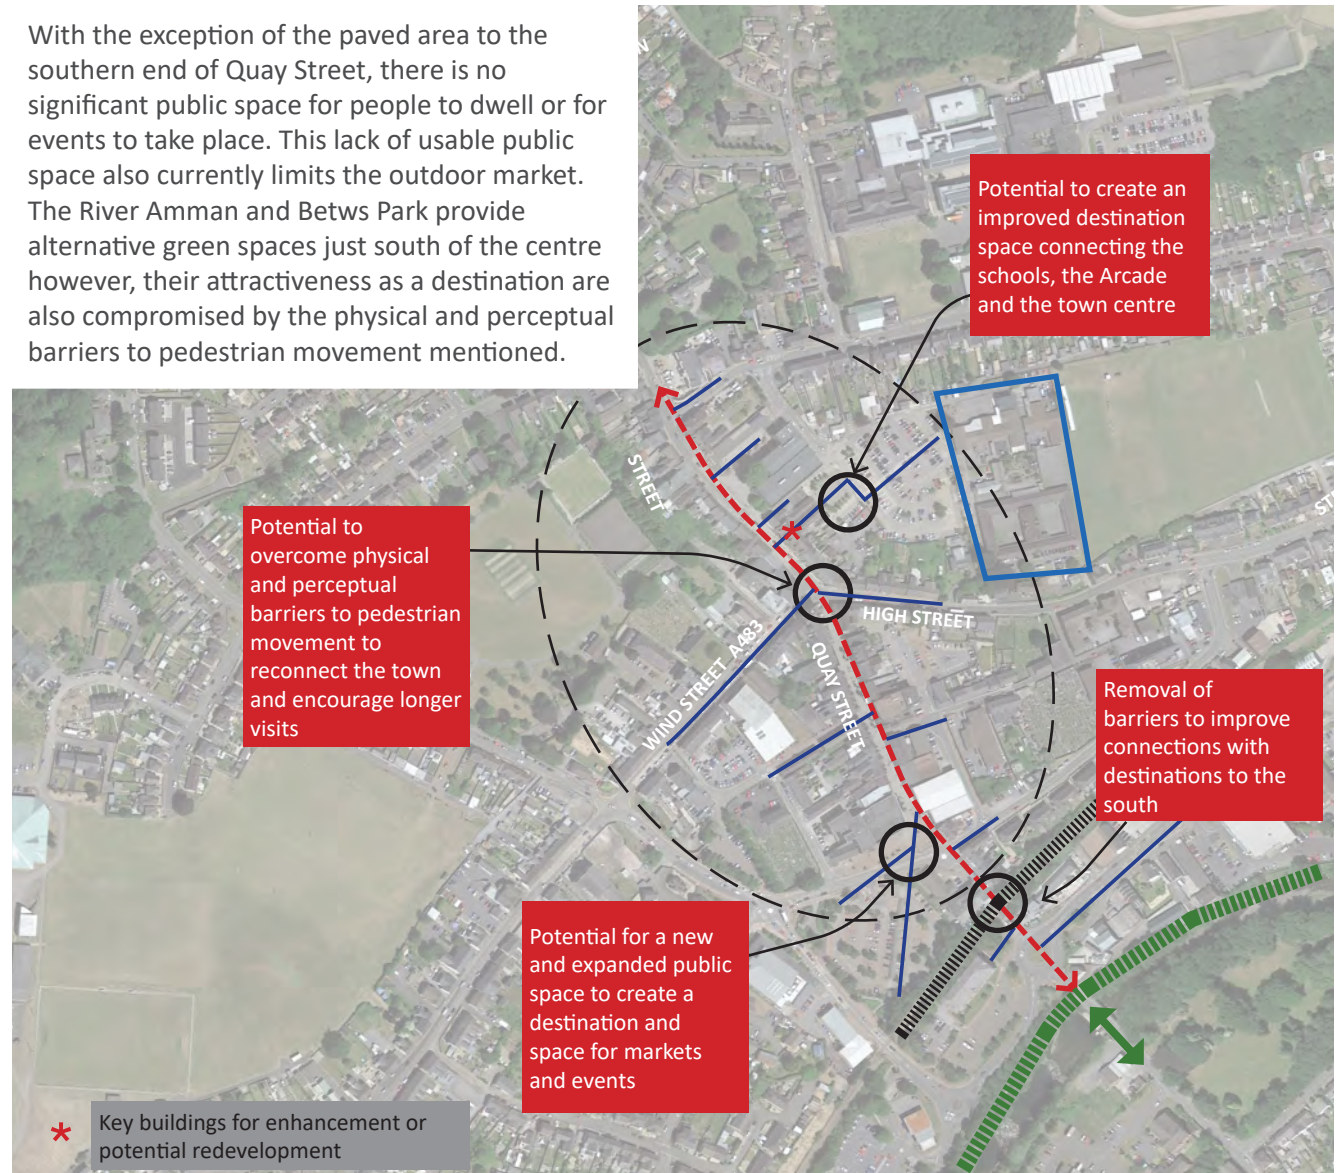 With the exception of the paved area to the
southern end of Quay Street, there is no
significant public space for people to dwell or for
events to take place. This lack of usable public
space also currently limits the outdoor market.
The River Amman and Betws Park provide
alternative green spaces just south of the centre
however, their attractiveness as a destination are
also compromised by the physical and perceptual
barriers to pedestrian movement mentioned.
Potential to create an
improved destination
space connecting the
schools, the Arcade
and the town centre
STREET
Potential to
overcome physical
and perceptual
barriers to pedestrian
movement to
reconnect the town
and encourage longer
visits
HIGH STREET
WIND STREET A483
QUAY STREET
Removal of
barriers to improve
connections with
destinations to the
south
Potential for a new
and expanded public
space to create a
destination and
space for markets
and events
* Key buildings for enhancement or
potential redevelopment